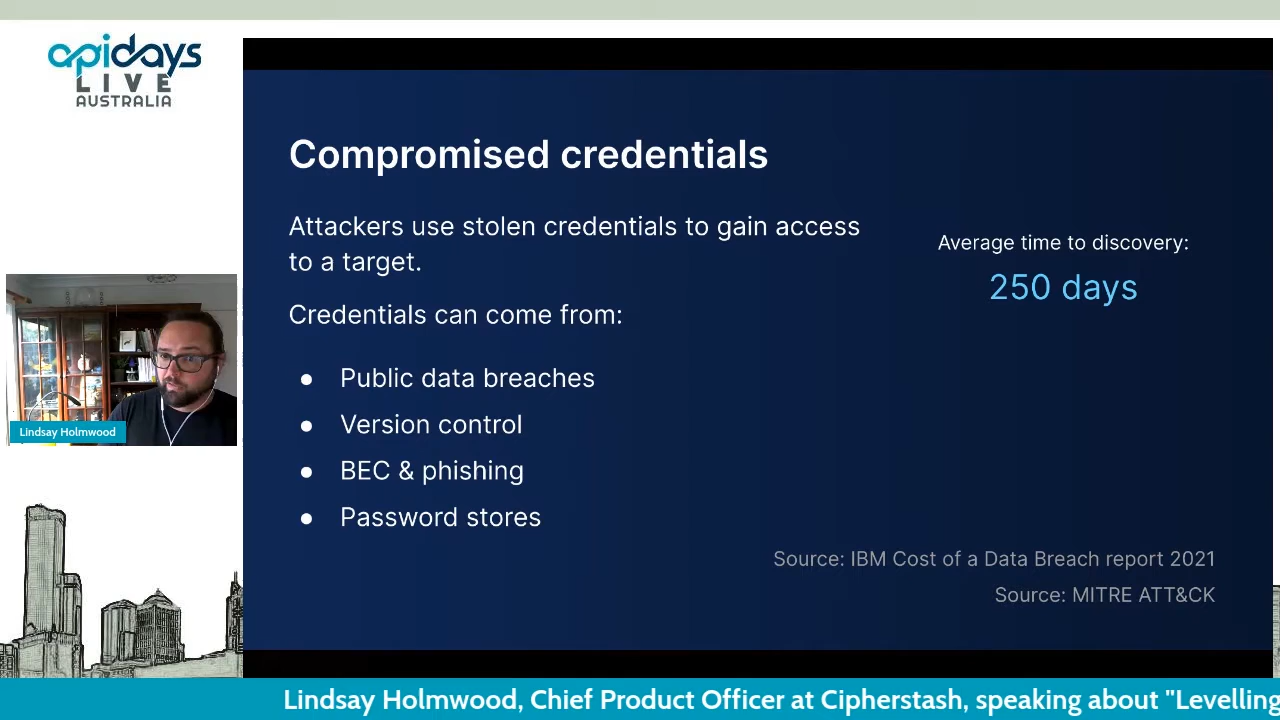 apidays
LIVE
AUSTRALIA
Compromised credentials
Attackers use stolen credentials to gain access
to a target.
Credentials can come from:
● Public data breaches
● Version control
● BEC & phishing
● Password stores
Average time to discovery:
250 days
Source: IBM Cost of a Data Breach report 2021
Source: MITRE ATT&CK
Lindsay Holmwood
Lindsay Holmwood, Chief Product Officer at Cipherstash, speaking about "Levelling